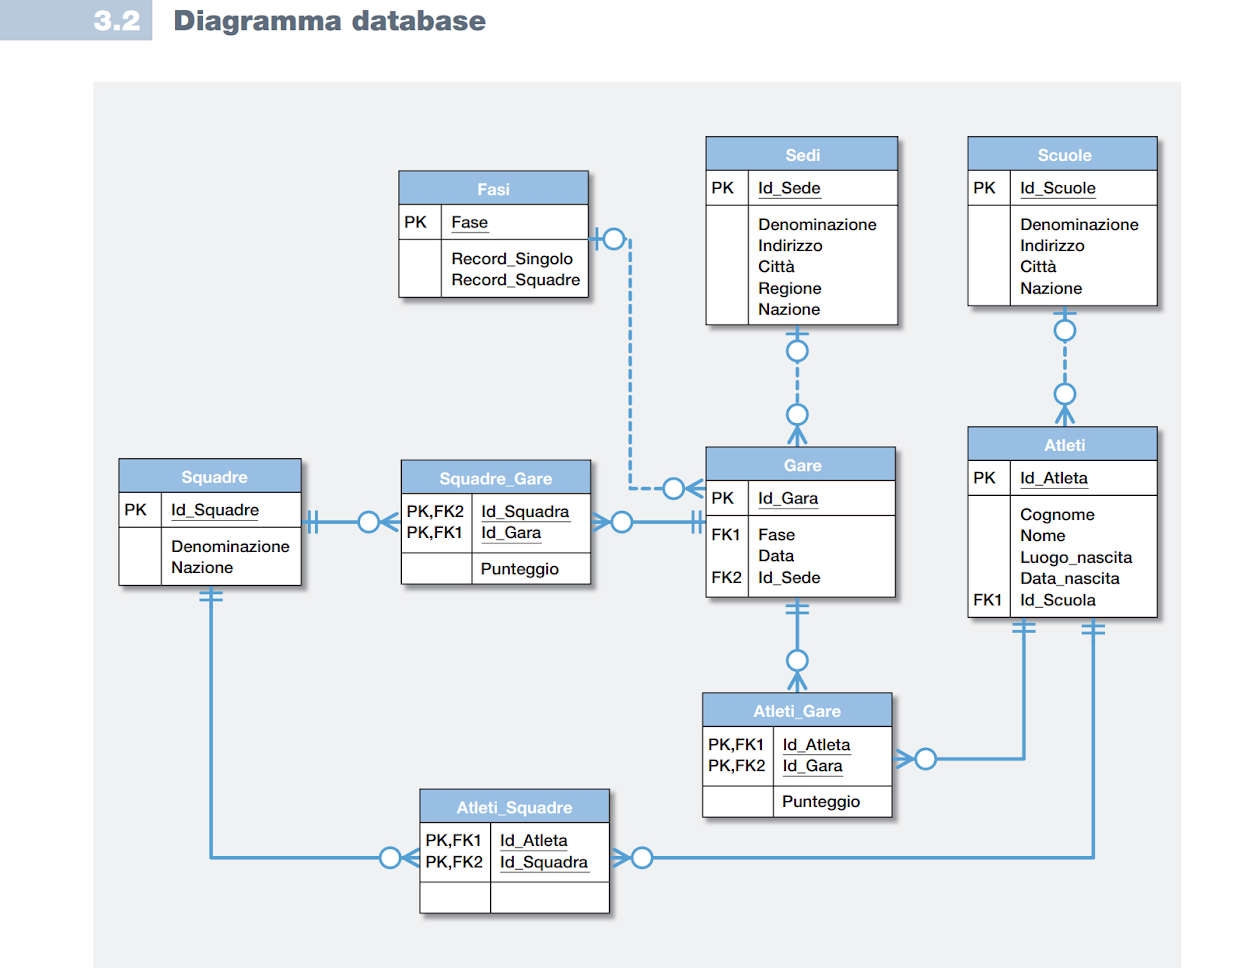 3.2 Diagramma database
Fasi
PK Fase
Record_Singolo
Record_Squadre
Sedi
PK Id_Sede
Denominazione
Indirizzo
Città
Regione
Nazione
Scuole
PK Id_Scuole
Denominazione
Indirizzo
Città
Nazione
Squadre
PK Id_Squadre
Denominazione
Nazione
Squadre_Gare
PK,FK2 Id_Squadra
PK,FK1 Id_Gara
Punteggio
Gare
PK Id_Gara
FK1 Fase
Data
FK2 Id_Sede
Atleti
PK Id_Atleta
Cognome
Nome
Luogo_nascita
Data_nascita
FK1 Id_Scuola
Atleti_Gare
PK,FK1 Id_Atleta
PK,FK2 Id_Gara
Punteggio
Atleti_Squadre
PK,FK1 Id_Atleta
PK,FK2 Id_Squadra